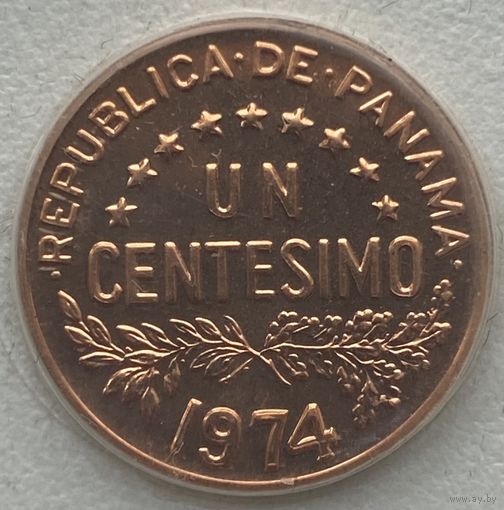 ·REPUBLICA·DE·PANAMA·
UN
CENTESIMO
1974
www.ay.by